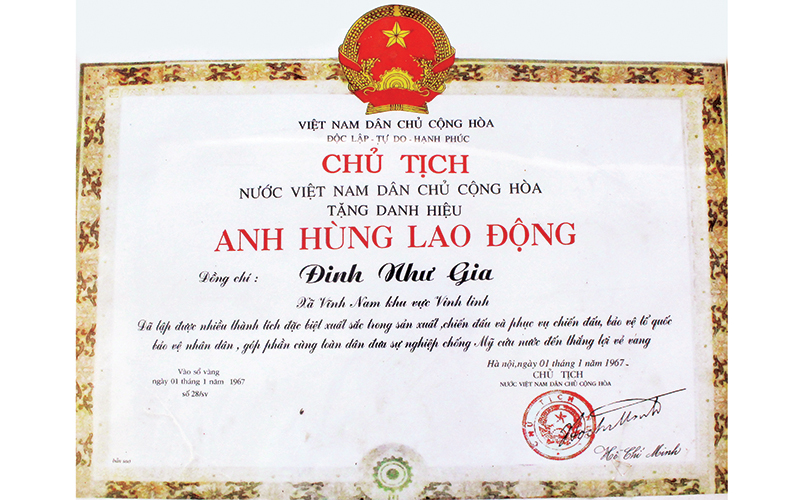 VIỆT NAM DÂN CHỦ CỘNG HÒA
ĐỘC LẬP - TỰ DO - HẠNH PHÚC
CHỦ TỊCH
NƯỚC VIỆT NAM DÂN CHỦ CỘNG HÒA
TẶNG DANH HIỆU
ANH HÙNG LAO ĐỘNG
Đồng chí : Đinh Như Gia
Xã Vĩnh Nam khu vực Vĩnh linh
Đã lập được nhiều thành tích đặc biệt xuất sắc trong sản xuất, chiến đấu và phục vụ chiến đấu, bảo vệ tổ quốc
bảo vệ nhân dân, góp phần cùng toàn dân đưa sự nghiệp chống Mỹ cứu nước đến thắng lợi vẻ vang
Vào sổ vàng
ngày 01 tháng 1 năm 1967
số 28/sv
Hà nội, ngày 01 tháng 1 năm 1967-
CHỦ TỊCH
NƯỚC VIỆT NAM DÂN CHỦ CỘNG HÒA
CHỦ TỊCH
Hồ Chí Minh